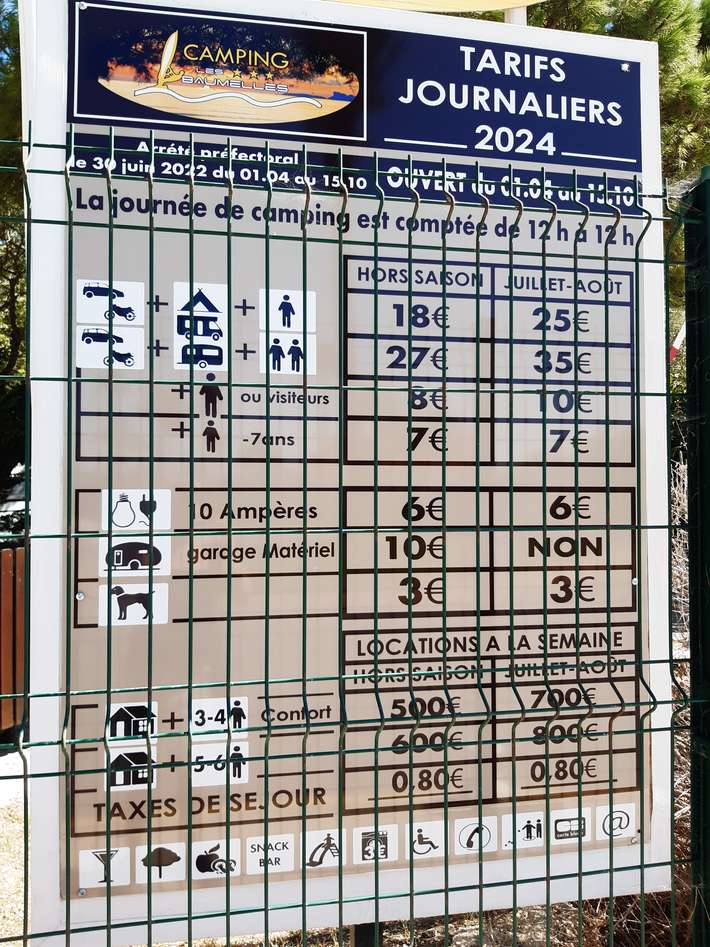 CAMPING
LES
BAUMELLES
TARIFS
JOURNALIERS
2024
Arrété préfectoral
le 30 juin 2022 du 01.04 au 15.10
OUVERT du 01.04 au 15.10
La journée de camping est comptée de 12 h à 12 h
HORS SAISON JUILLET-AOÛT
+ + 18€ 25€
+ + 27€ 35€
+ ou visiteurs 8€ 10€
+ -7ans 7€ 7€
10 Ampères 6€ 6€
garage Matériel 10€ NON
3€ 3€
LOCATIONS A LA SEMAINE
HORS SAISON JUILLET-AOUT
+ 3-4 Confort 500€ 700€
+ 5-6 600€ 800€
TAXES DE SEJOUR 0,80€ 0,80€
SNACK
BAR
3€
@